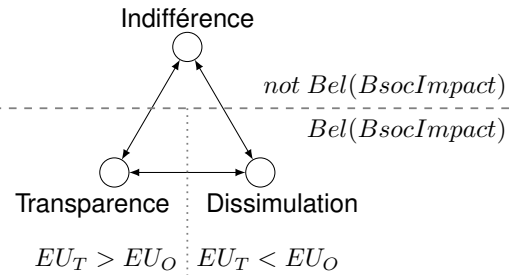 Indifférence
not Bel(BsocImpact)
Bel(BsocImpact)
Transparence Dissimulation
EU_T > EU_O EU_T < EU_O